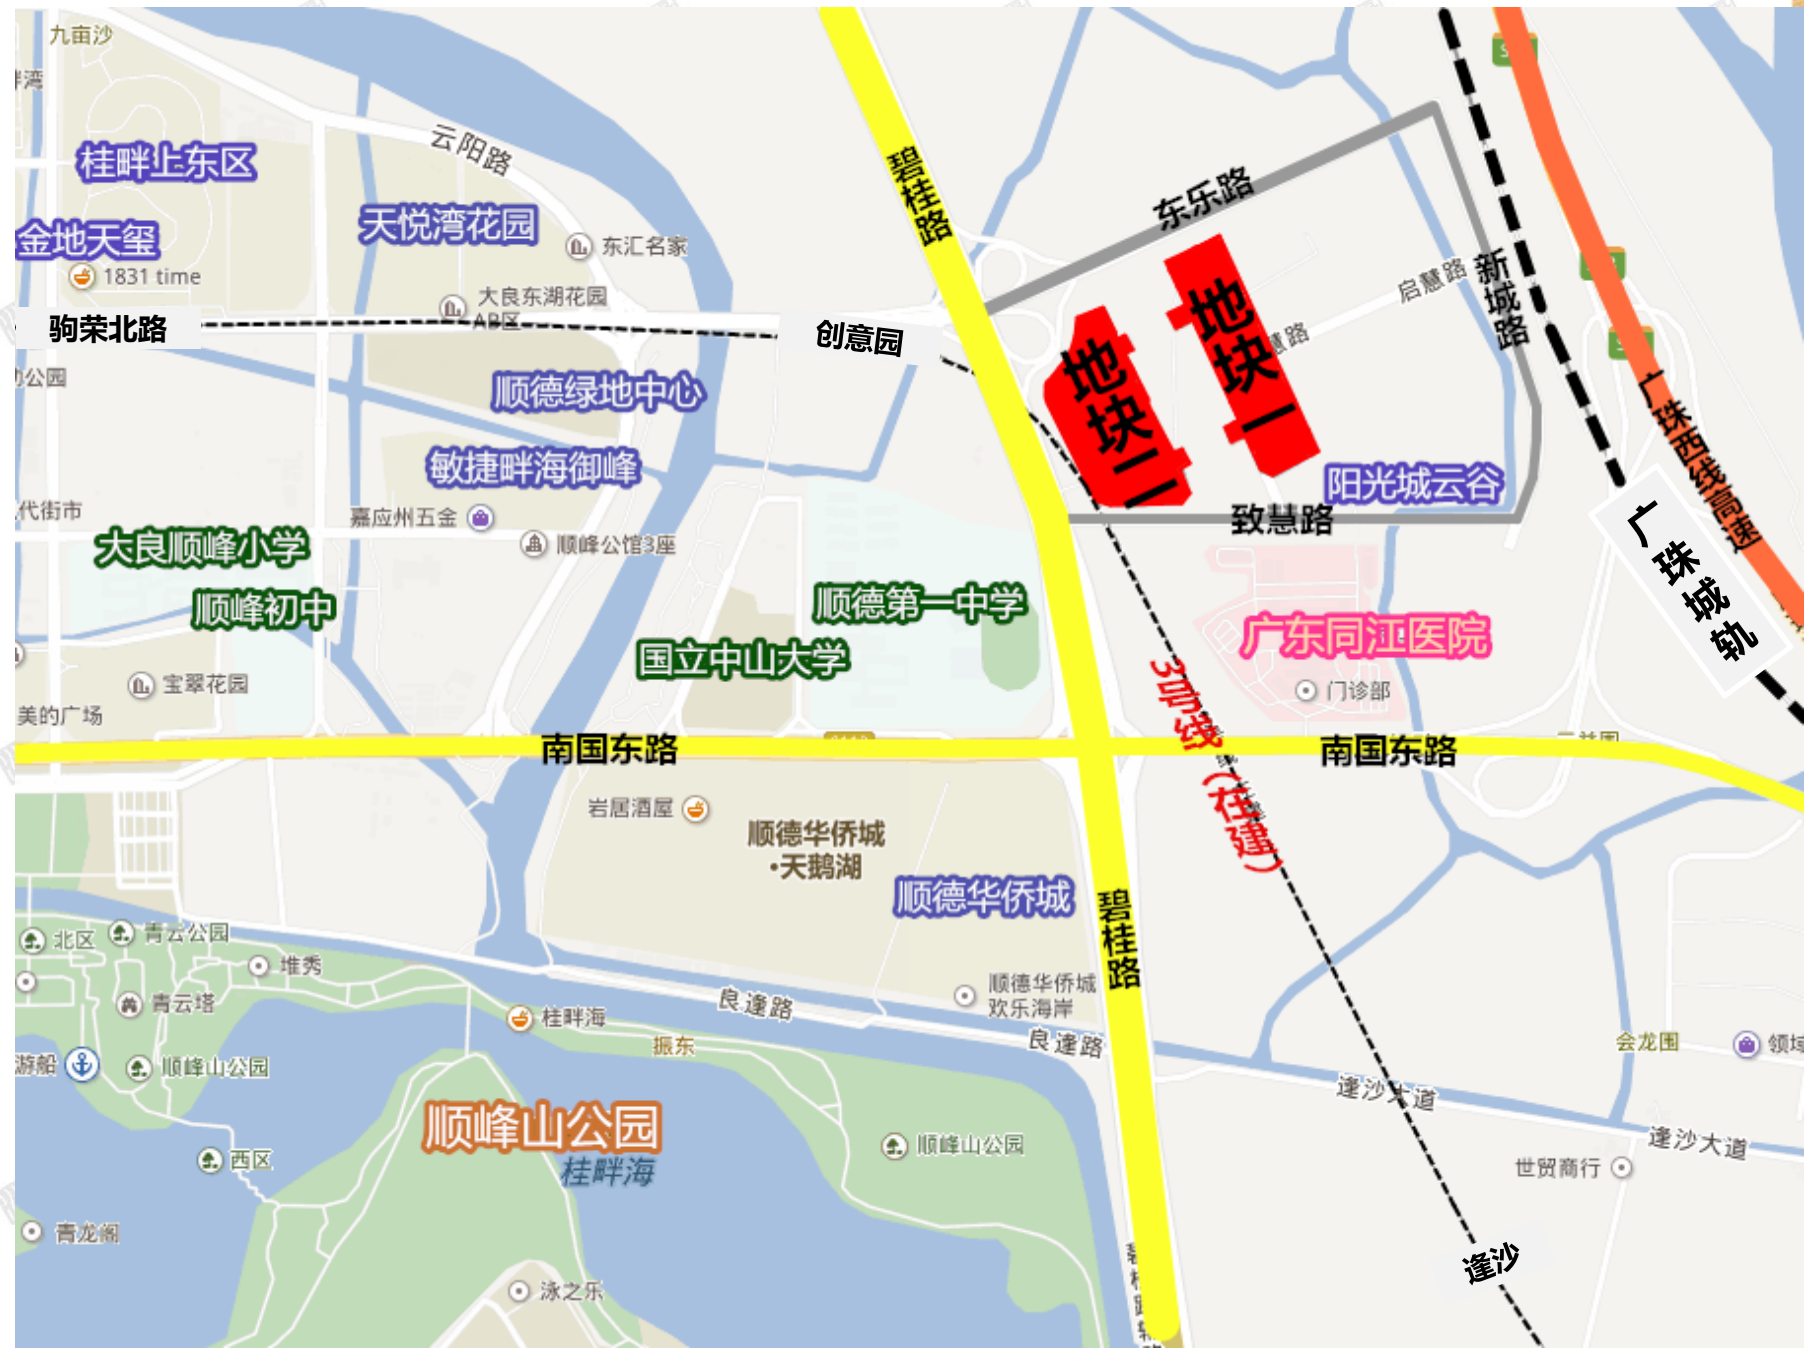 九亩沙
湾
桂畔上东区
云阳路
碧桂路
东乐路
金地天玺
天悦湾花园
东汇名家
1831 time
大良东湖花园
AB区
启慧路
新城路
驹荣北路
创意园
慧路
地块一
地块二
公园
顺德绿地中心
敏捷畔海御峰
阳光城云谷
广珠西线高速
代街市
嘉应州五金
顺峰公馆3座
致慧路
广珠城轨
大良顺峰小学
顺峰初中
顺德第一中学
国立中山大学
广东同江医院
门诊部
宝翠花园
美的广场
3号线（在建）
南国东路
南国东路
岩居酒屋
顺德华侨城
•天鹅湖
顺德华侨城
碧桂路
北区
青云公园
堆秀
青云塔
桂畔海
良逢路
顺德华侨城
欢乐海岸
振东
良逢路
会龙围
领域
游船
顺峰山公园
逢沙大道
顺峰山公园
桂畔海
顺峰山公园
逢沙大道
西区
世贸商行
青龙阁
逢沙
泳之乐